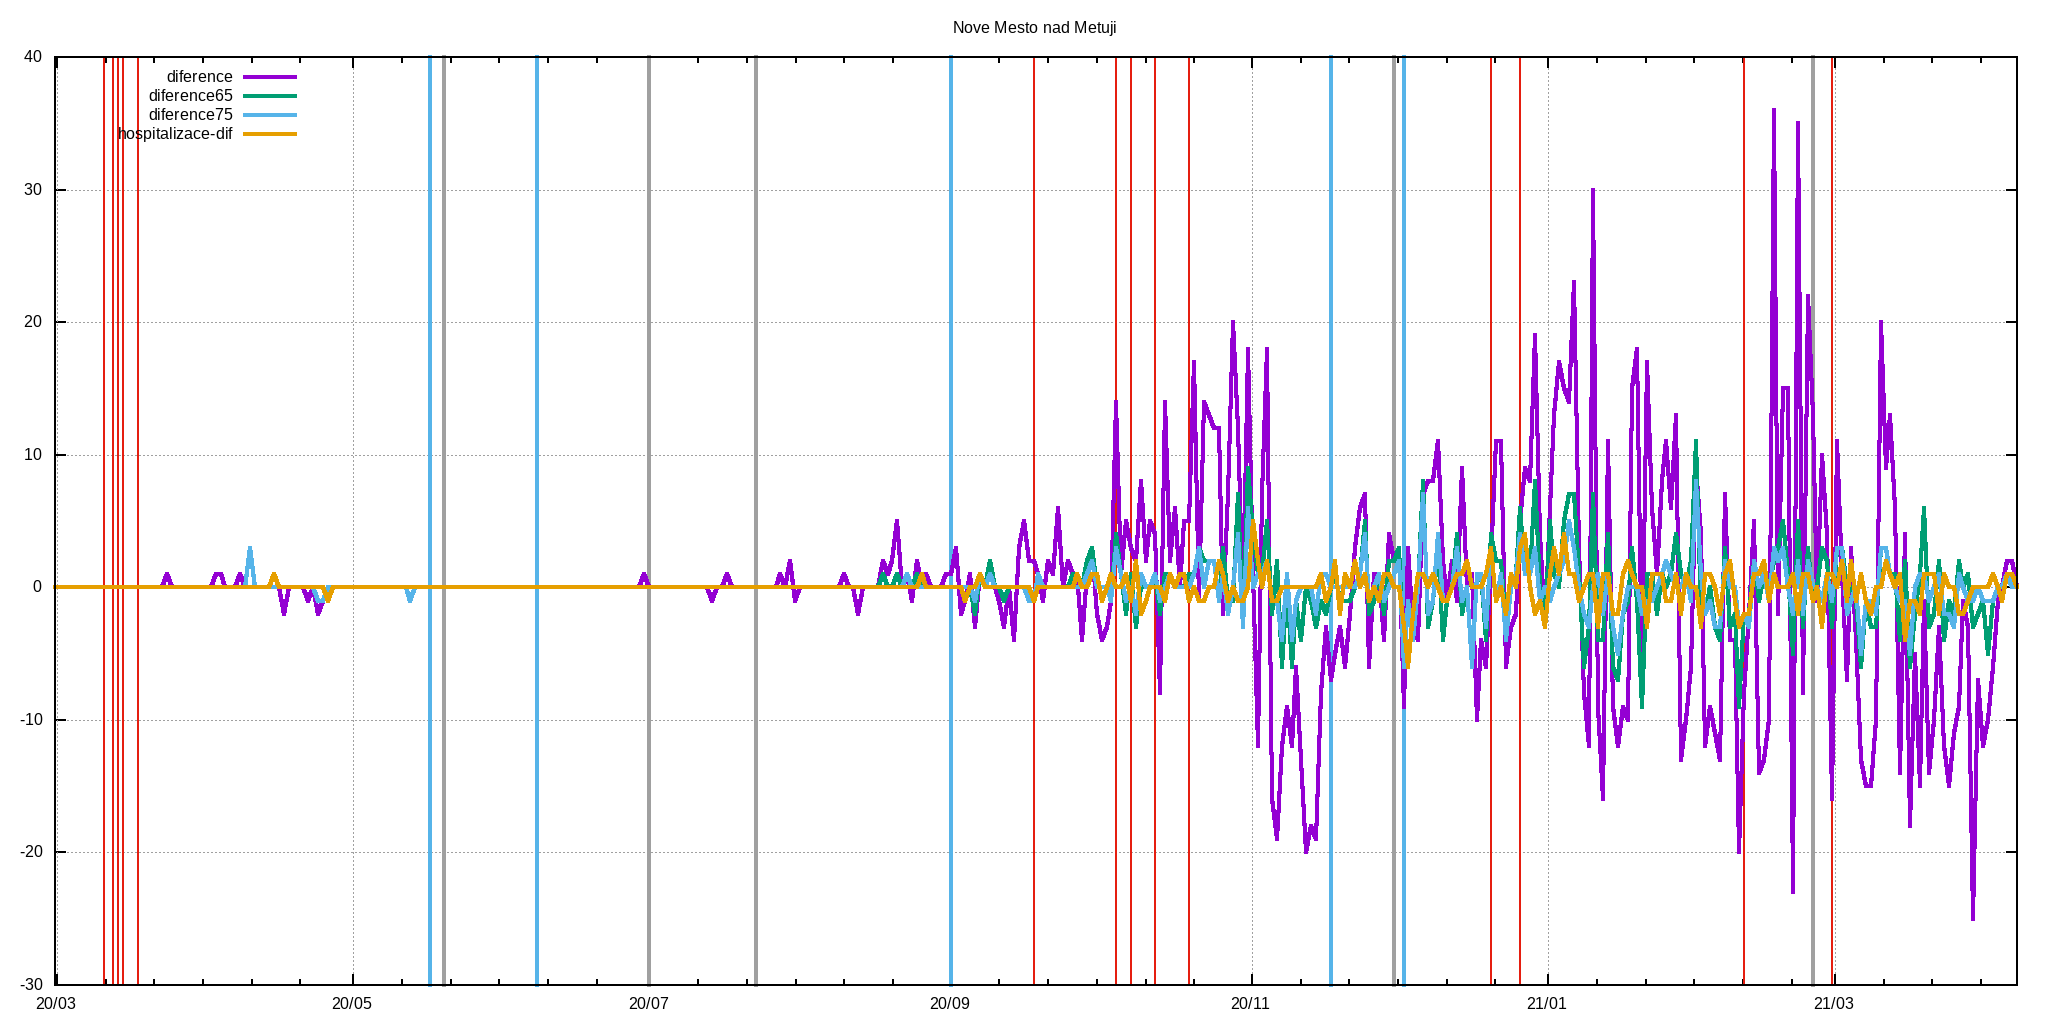 Nove Mesto nad Metuji
40
30
20
10
0
-10
-20
-30
diference
diference65
diference75
hospitalizace-dif
20/03 20/05 20/07 20/09 20/11 21/01 21/03